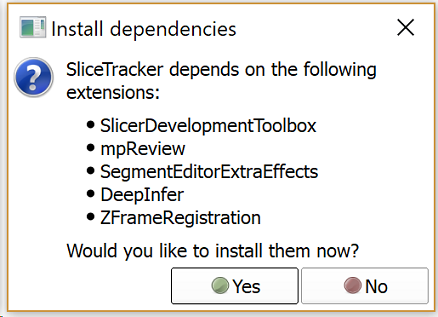 Install dependencies
SliceTracker depends on the following
extensions:
• SlicerDevelopmentToolbox
• mpReview
• SegmentEditorExtraEffects
• DeepInfer
• ZFrameRegistration
Would you like to install them now?
Yes No